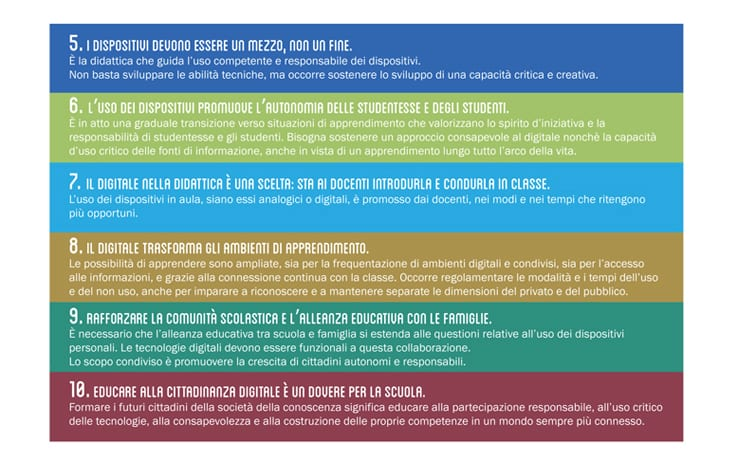 5. I DISPOSITIVI DEVONO ESSERE UN MEZZO, NON UN FINE.
È la didattica che guida l'uso competente e responsabile dei dispositivi.
Non basta sviluppare le abilità tecniche, ma occorre sostenere lo sviluppo di una capacità critica e creativa.
6. L'USO DEI DISPOSITIVI PROMUOVE L'AUTONOMIA DELLE STUDENTESSE E DEGLI STUDENTI.
È in atto una graduale transizione verso situazioni di apprendimento che valorizzano lo spirito d'iniziativa e la
responsabilità di studentesse e gli studenti. Bisogna sostenere un approccio consapevole al digitale nonchè la capacità
d'uso critico delle fonti di informazione, anche in vista di un apprendimento lungo tutto l'arco della vita.
7. IL DIGITALE NELLA DIDATTICA È UNA SCELTA: STA AI DOCENTI INTRODURLA E CONDURLA IN CLASSE.
L'uso dei dispositivi in aula, siano essi analogici o digitali, è promosso dai docenti, nei modi e nei tempi che ritengono
più opportuni.
8. IL DIGITALE TRASFORMA GLI AMBIENTI DI APPRENDIMENTO.
Le possibilità di apprendere sono ampliate, sia per la frequentazione di ambienti digitali e condivisi, sia per l'accesso
alle informazioni, e grazie alla connessione continua con la classe. Occorre regolamentare le modalità e i tempi dell'uso
e del non uso, anche per imparare a riconoscere e a mantenere separate le dimensioni del privato e del pubblico.
9. RAFFORZARE LA COMUNITÀ SCOLASTICA E L'ALLEANZA EDUCATIVA CON LE FAMIGLIE.
È necessario che l'alleanza educativa tra scuola e famiglia si estenda alle questioni relative all'uso dei dispositivi
personali. Le tecnologie digitali devono essere funzionali a questa collaborazione.
Lo scopo condiviso è promuovere la crescita di cittadini autonomi e responsabili.
10. EDUCARE ALLA CITTADINANZA DIGITALE È UN DOVERE PER LA SCUOLA.
Formare i futuri cittadini della società della conoscenza significa educare alla partecipazione responsabile, all'uso critico
delle tecnologie, alla consapevolezza e alla costruzione delle proprie competenze in un mondo sempre più connesso.